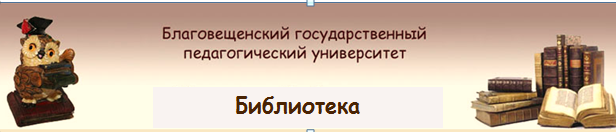 Благовещенский государственный
педагогический университет
Библиотека